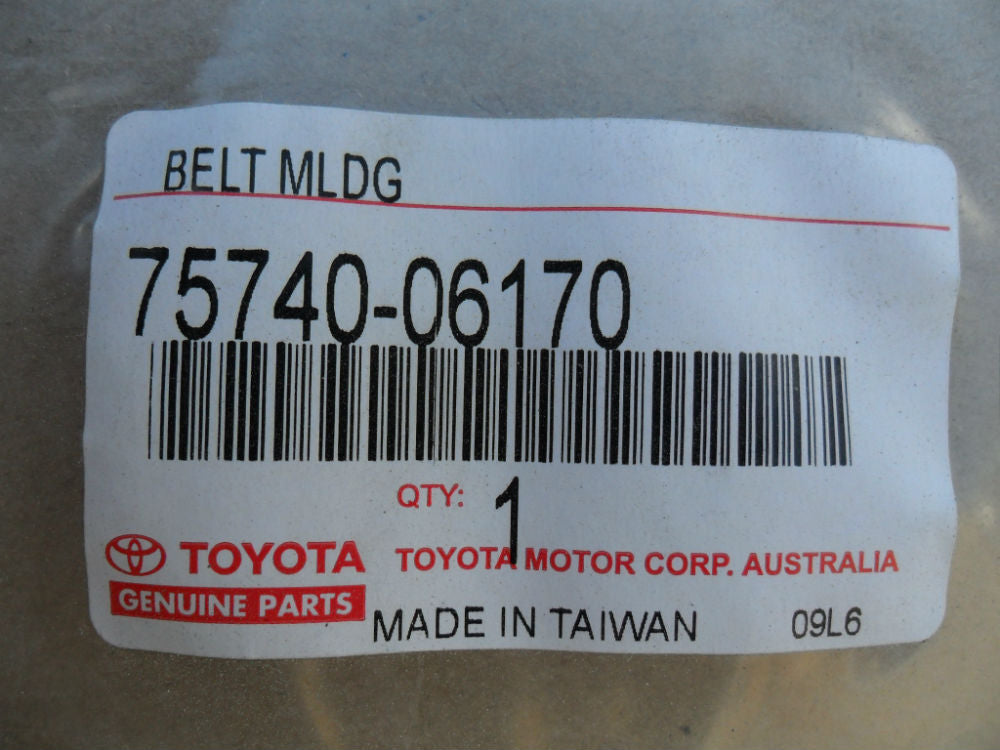 BELT MLDG
75740-06170
QTY: 1
TOYOTA TOYOTA MOTOR CORP. AUSTRALIA
GENUINE PARTS
MADE IN TAIWAN 09L6